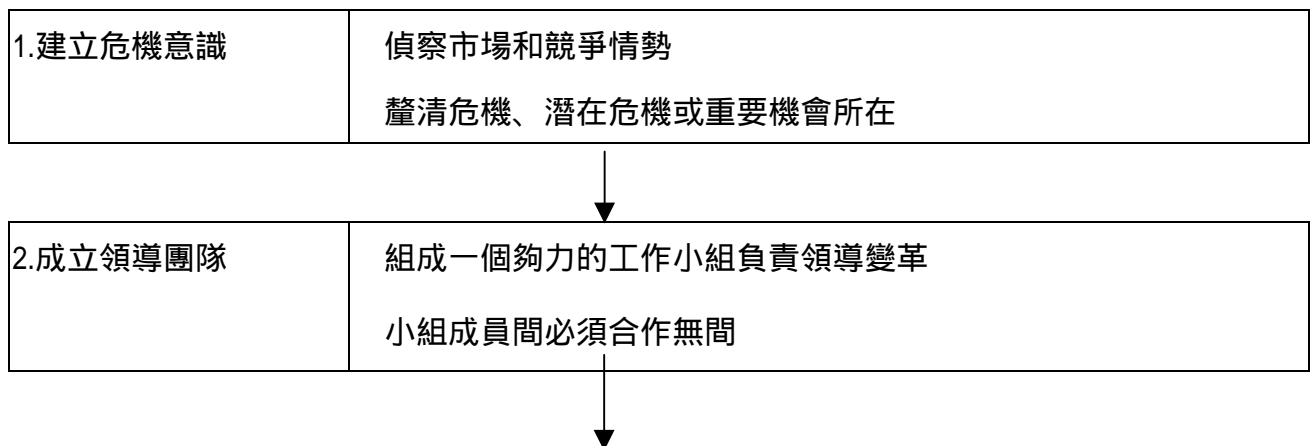 1.建立危機意識
偵察市場和競爭情勢
釐清危機、潛在危機或重要機會所在
2.成立領導團隊
組成一個夠力的工作小組負責領導變革
小組成員間必須合作無間